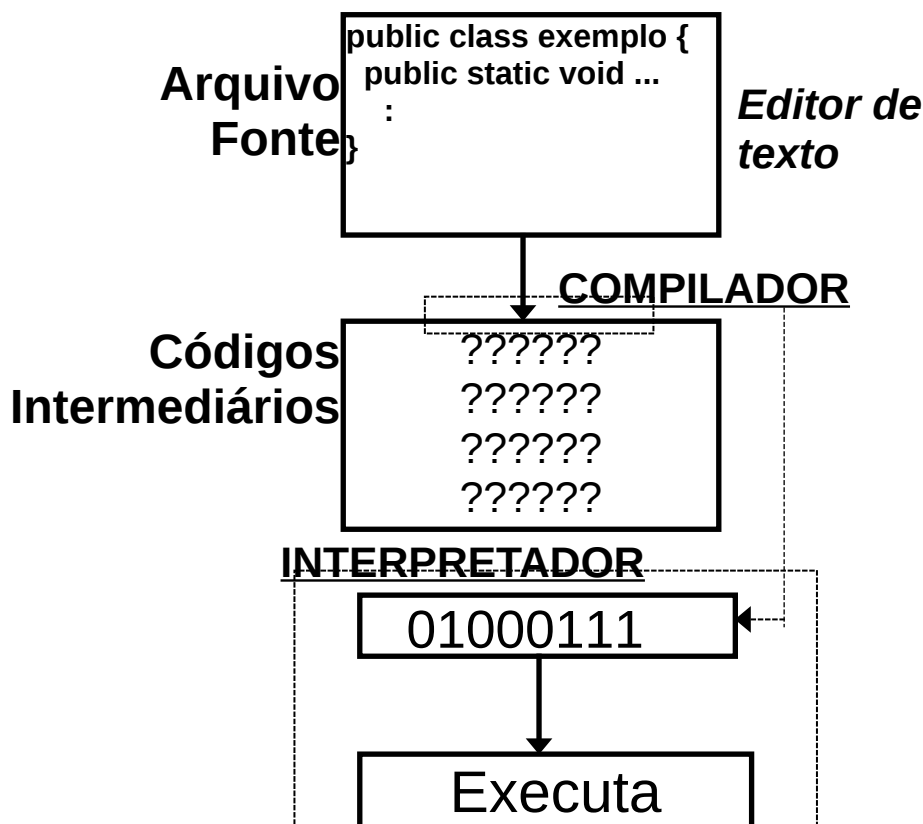 public class exemplo {
public static void ...
:
}
Arquivo
Fonte
Editor de
texto
COMPILADOR
Códigos
Intermediários
??????
??????
??????
??????
INTERPRETADOR
01000111
Executa